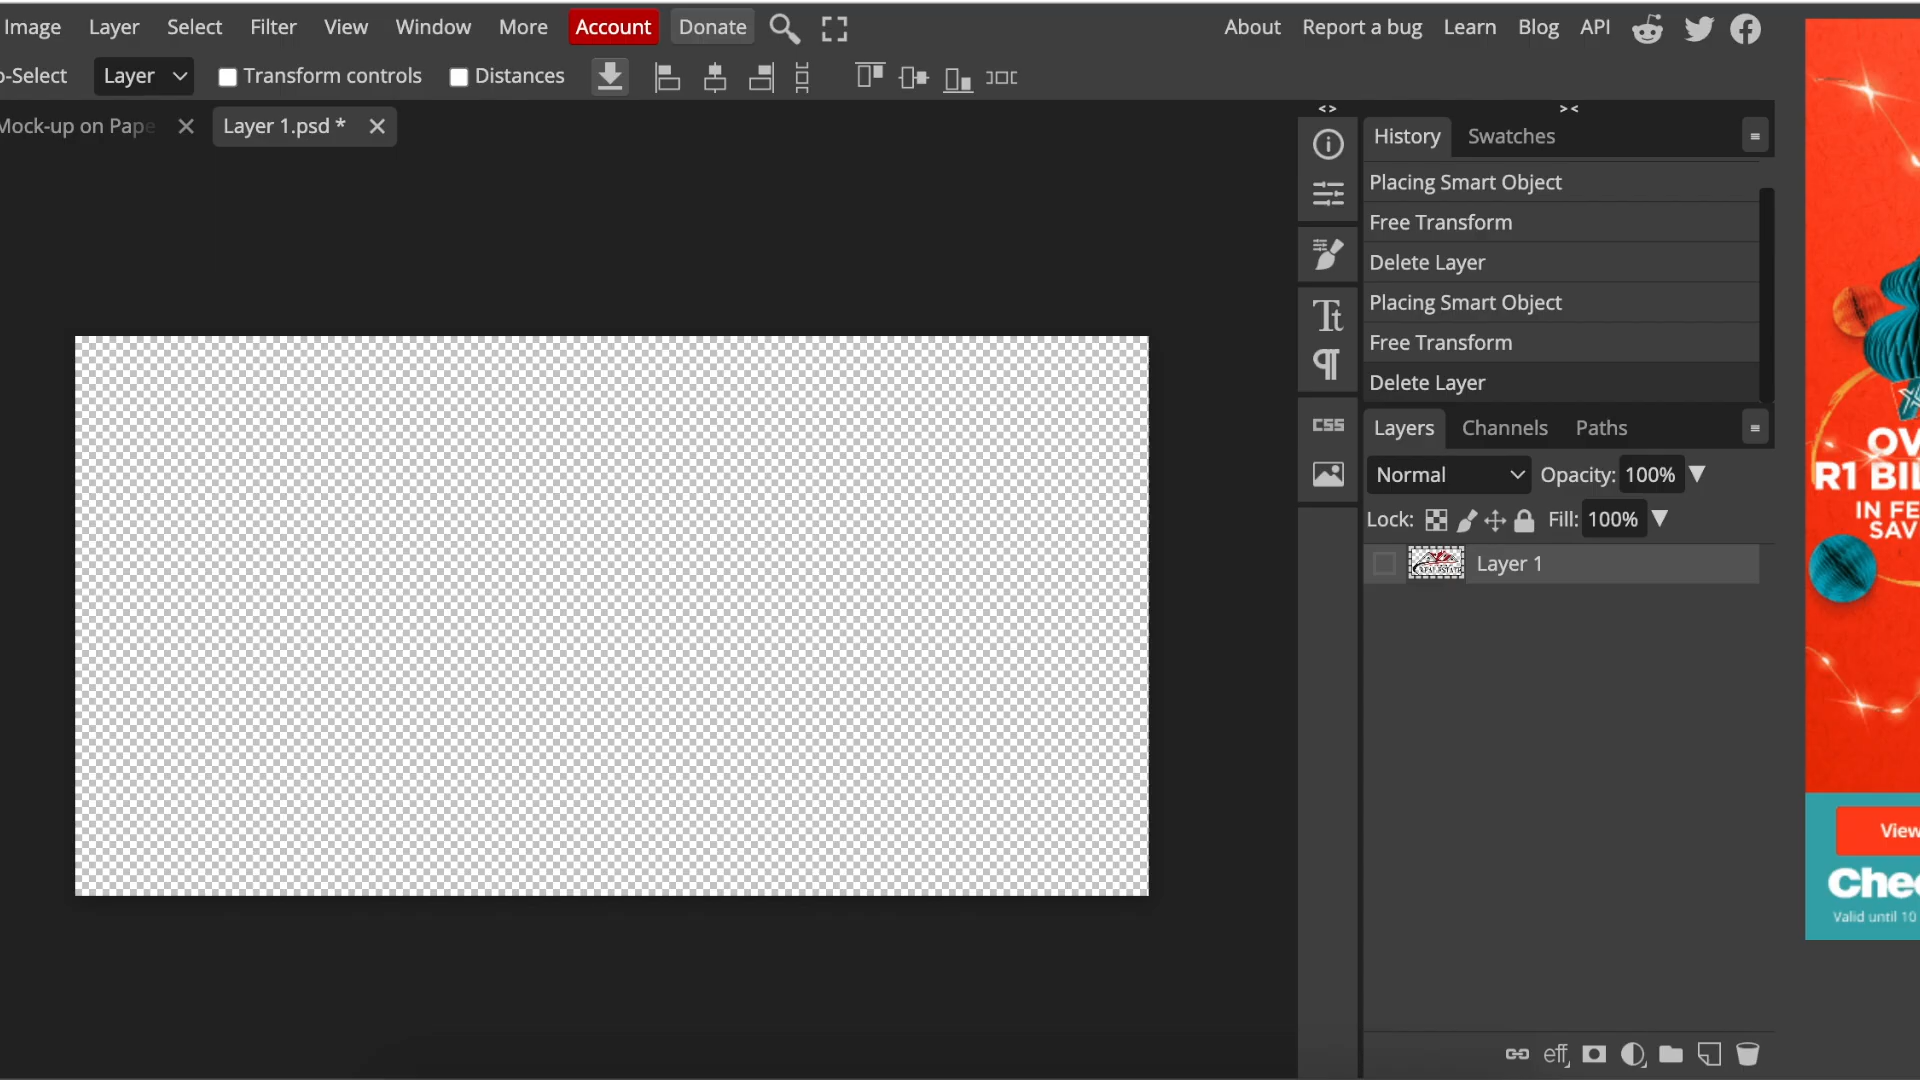 Image Layer Select Filter View Window More Account Donate About Report a bug Learn Blog API
o-Select Layer Transform controls Distances
Mock-up on Pape Layer 1.psd *
History Swatches
Placing Smart Object
Free Transform
Delete Layer
Placing Smart Object
Free Transform
Delete Layer
CSS
Layers Channels Paths
Normal Opacity: 100%
Lock: Fill: 100%
Layer 1
eff
OV
R1 BIL
IN FE
SAV
View
Chec
Valid until 10